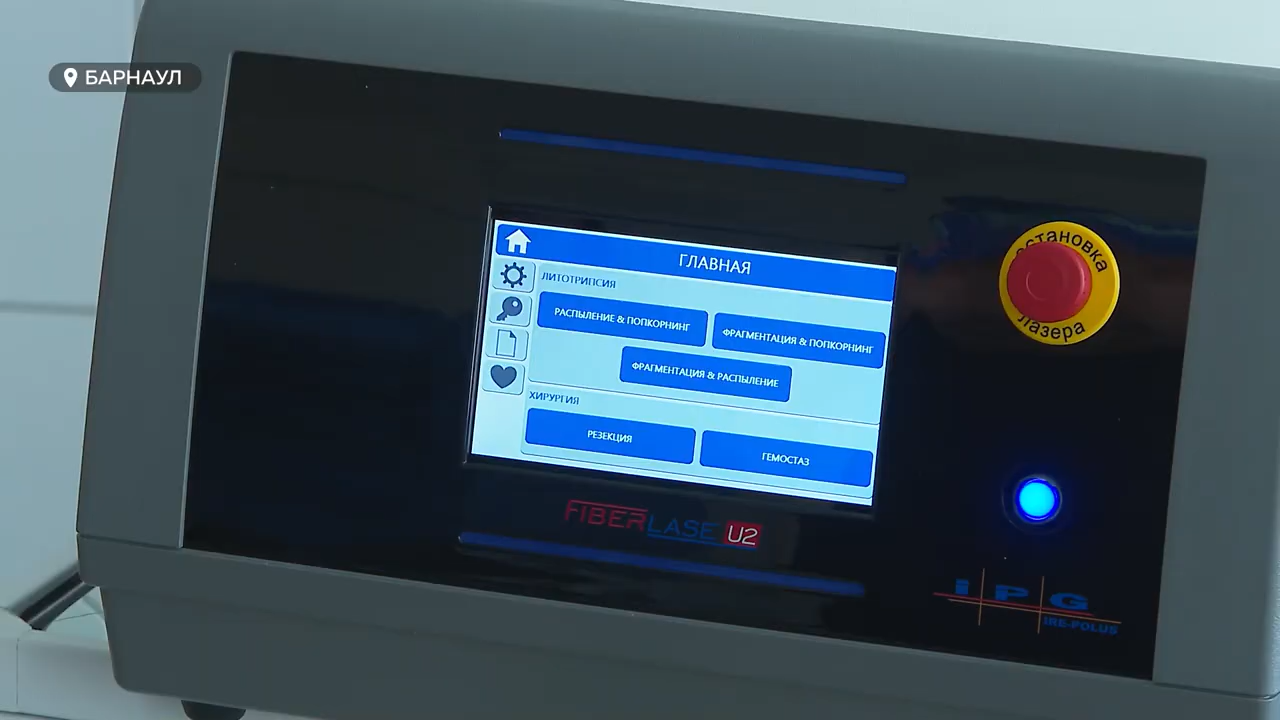 БАРНАУЛ
ГЛАВНАЯ
ЛИТОТРИПСИЯ
РАСПЫЛЕНИЕ & ПОПКОРНИНГ
ФРАГМЕНТАЦИЯ & ПОПКОРНИНГ
ФРАГМЕНТАЦИЯ & РАСПЫЛЕНИЕ
ХИРУРГИЯ
РЕЗЕКЦИЯ
ГЕМОСТАЗ
остановка
лазера
FIBERLASE U2
IPG
IRE-POLUS